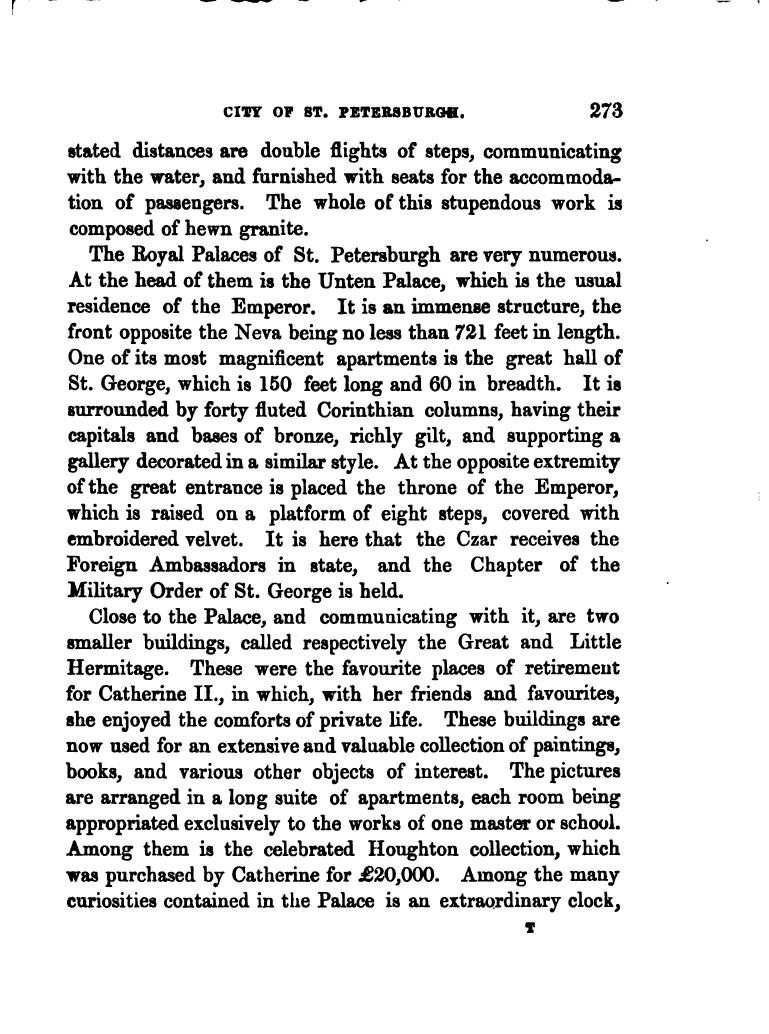 CITY OF ST. PETERSBURGH. 273
stated distances are double flights of steps, communicating
with the water, and furnished with seats for the accommoda-
tion of passengers. The whole of this stupendous work is
composed of hewn granite.
The Royal Palaces of St. Petersburgh are very numerous.
At the head of them is the Unten Palace, which is the usual
residence of the Emperor. It is an immense structure, the
front opposite the Neva being no less than 721 feet in length.
One of its most magnificent apartments is the great hall of
St. George, which is 150 feet long and 60 in breadth. It is
surrounded by forty fluted Corinthian columns, having their
capitals and bases of bronze, richly gilt, and supporting a
gallery decorated in a similar style. At the opposite extremity
of the great entrance is placed the throne of the Emperor,
which is raised on a platform of eight steps, covered with
embroidered velvet. It is here that the Czar receives the
Foreign Ambassadors in state, and the Chapter of the
Military Order of St. George is held.
Close to the Palace, and communicating with it, are two
smaller buildings, called respectively the Great and Little
Hermitage. These were the favourite places of retirement
for Catherine II., in which, with her friends and favourites,
she enjoyed the comforts of private life. These buildings are
now used for an extensive and valuable collection of paintings,
books, and various other objects of interest. The pictures
are arranged in a long suite of apartments, each room being
appropriated exclusively to the works of one master or school.
Among them is the celebrated Houghton collection, which
was purchased by Catherine for £20,000. Among the many
curiosities contained in the Palace is an extraordinary clock,
T